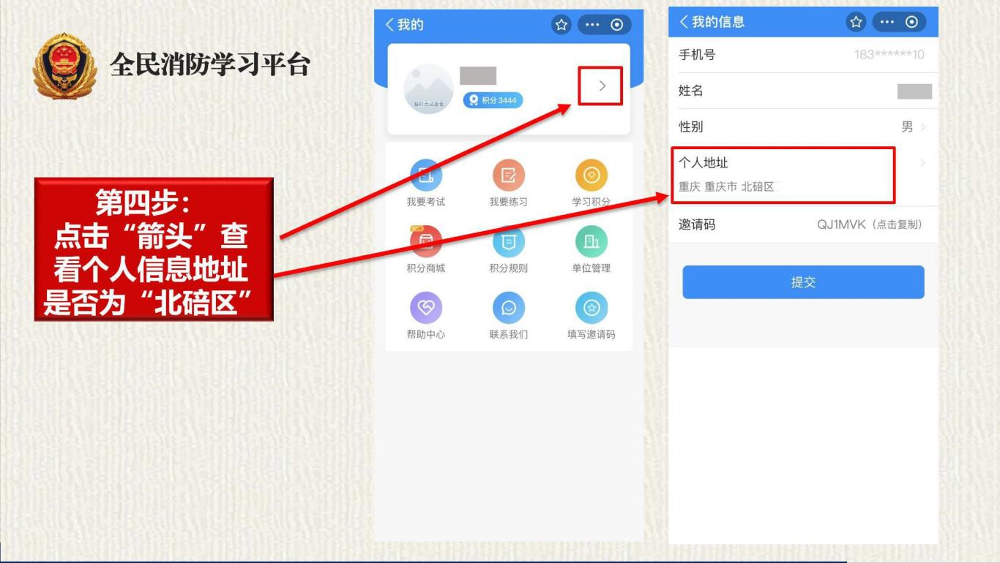 全民消防学习平台
第四步：
点击“箭头”查
看个人信息地址
是否为“北碚区”
我的
积分 3444
我要考试
我要练习
学习积分
积分商城
积分规则
单位管理
帮助中心
联系我们
填写邀请码
我的信息
手机号 183******10
姓名
性别 男
个人地址
重庆 重庆市 北碚区
邀请码 QJ1MVK（点击复制）
提交